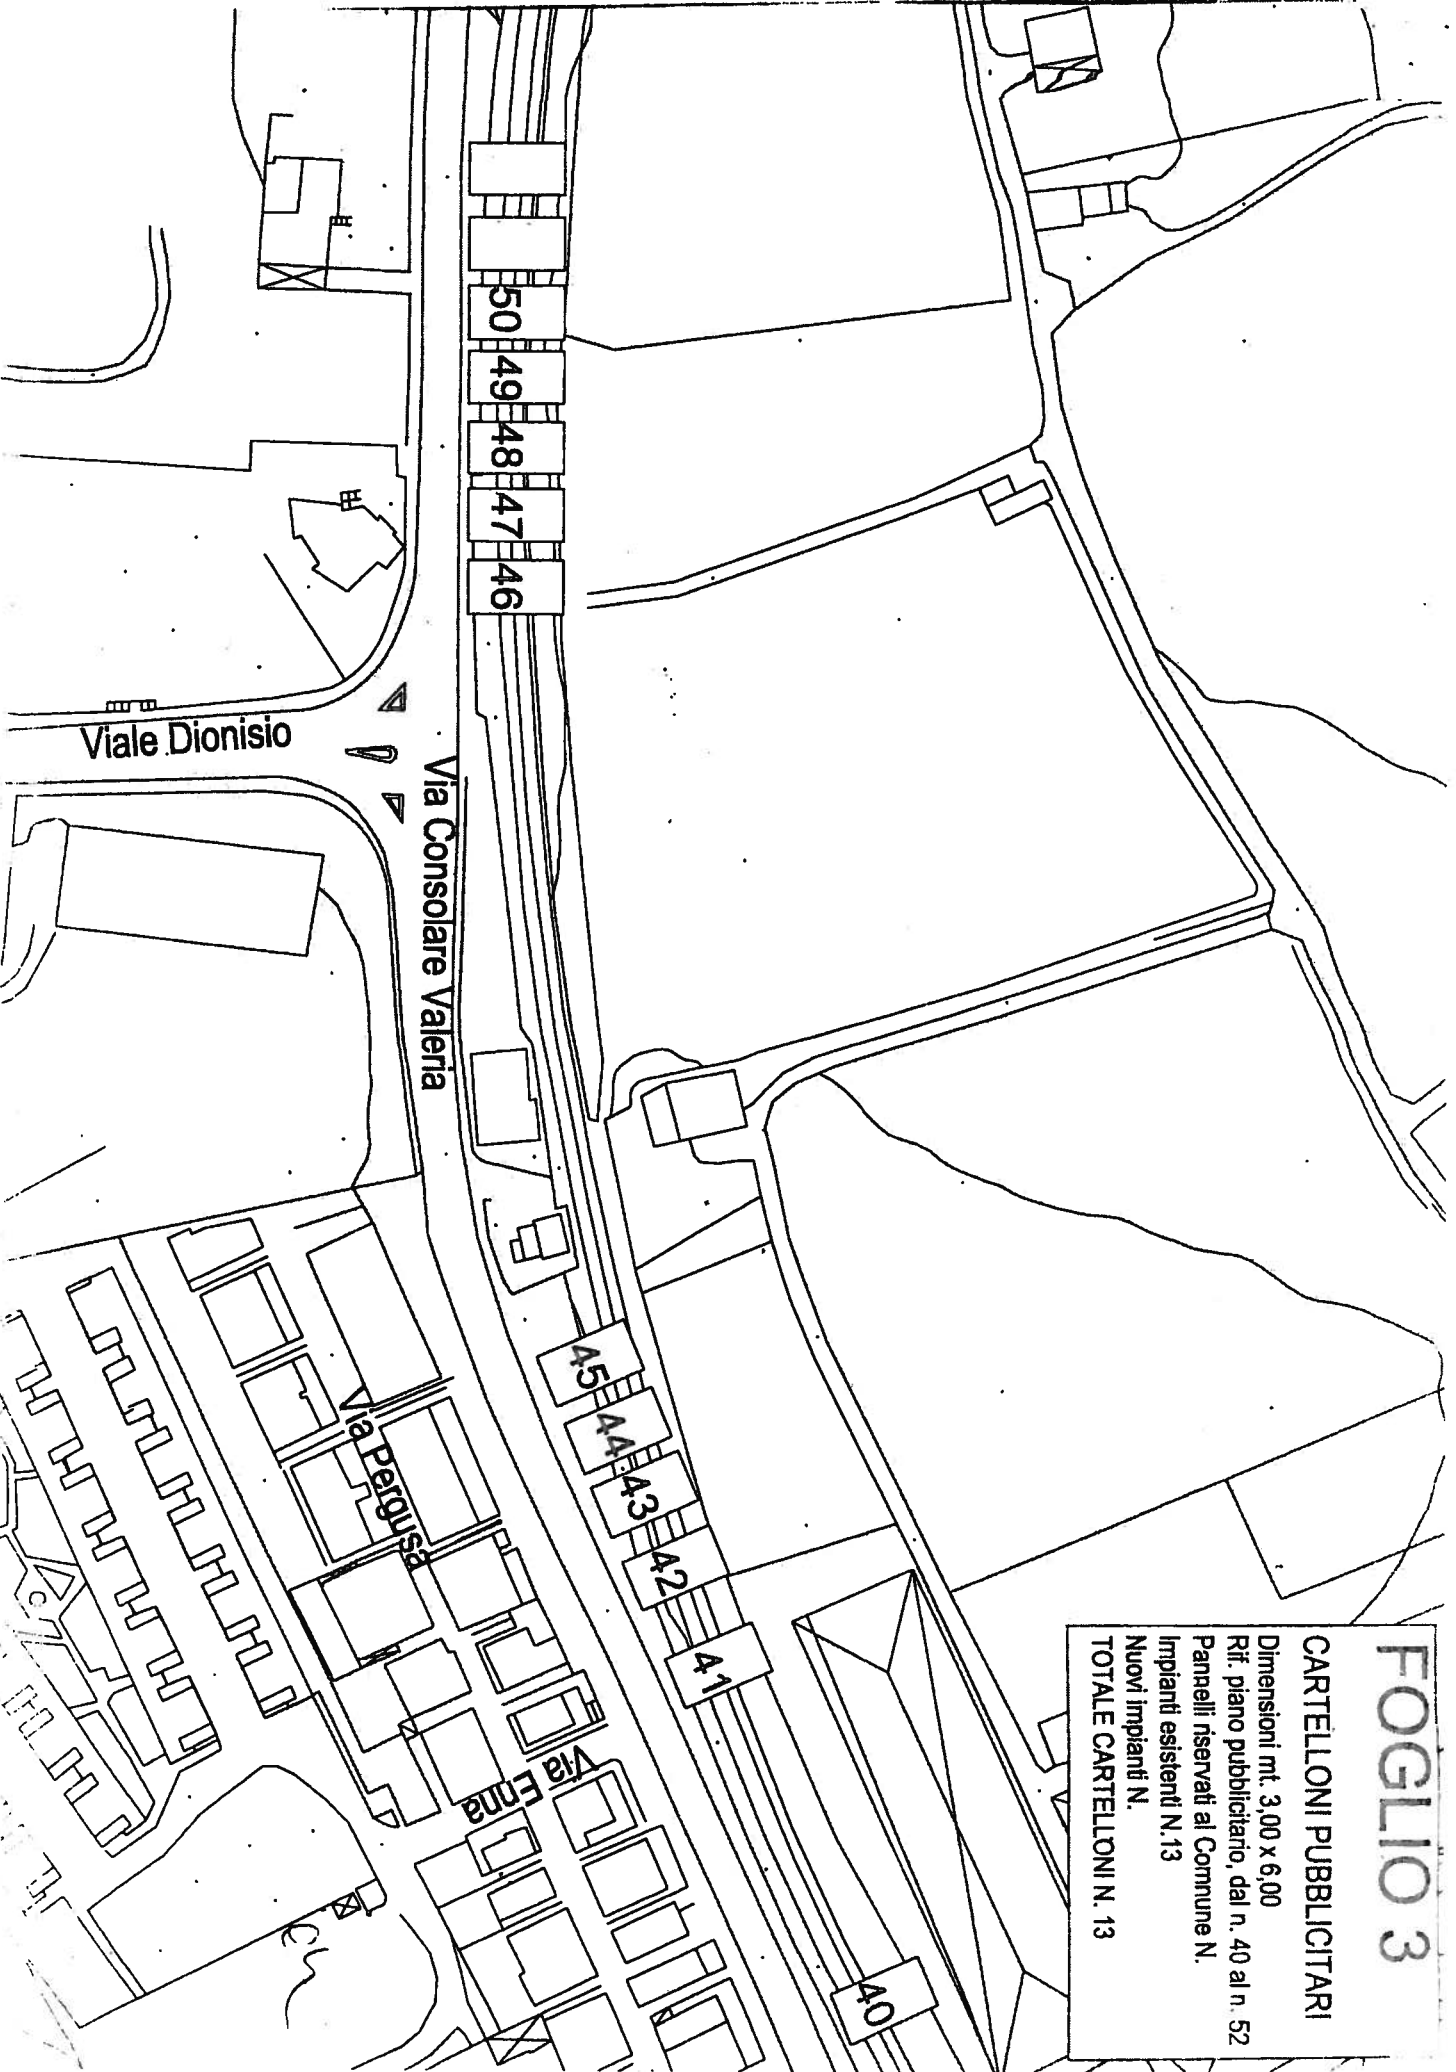 FOGLIO 3
CARTELLONI PUBBLICITARI
Dimensioni mt. 3,00 x 6,00
Rif. piano pubblicitario, dal n. 40 al n. 52
Pannelli riservati al Comnune N.
Impianti esistenti N.13
Nuovi impianti N.
TOTALE CARTELLONI N. 13
40
41
42
43
44
45
46
47
48
49
50
Via Consolare Valeria
Viale Dionisio
Via Pergusa
Via Enna